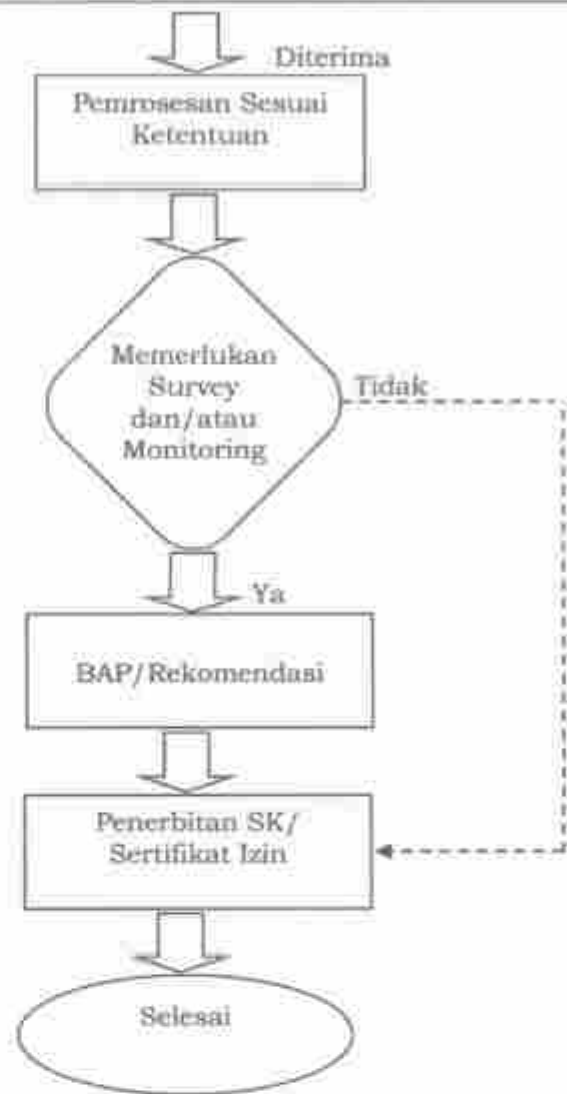 Diterima
Pemrosesan Sesuai
Ketentuan
Memerlukan
Survey
dan/atau
Monitoring
Tidak
Ya
BAP/Rekomendasi
Penerbitan SK/
Sertifikat Izin
Selesai